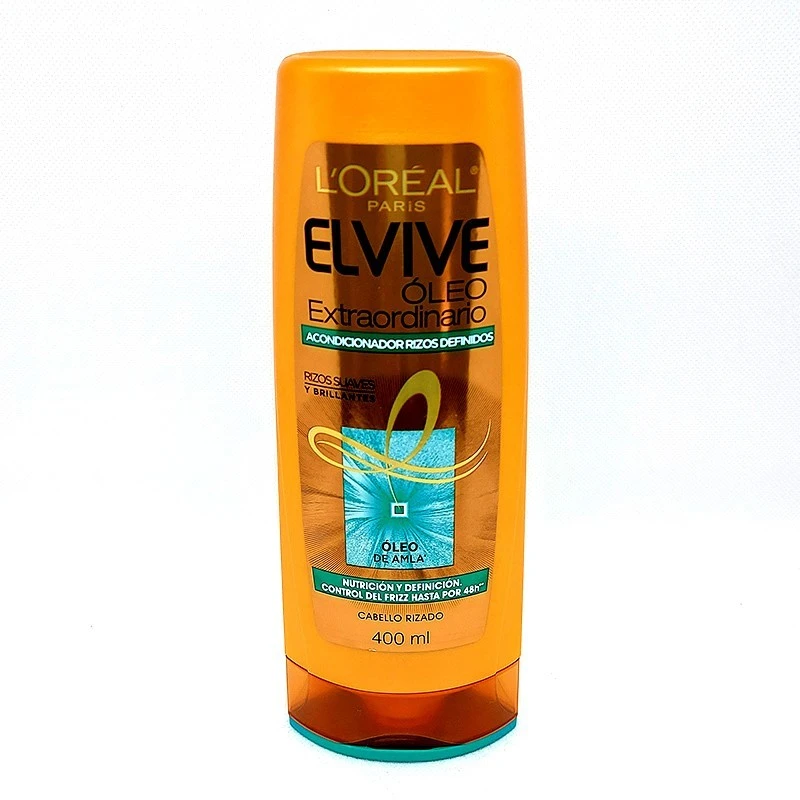 L'ORÉAL®
PARIS
ELVIVE
ÓLEO
Extraordinario
ACONDICIONADOR RIZOS DEFINIDOS
RIZOS SUAVES
Y BRILLANTES
ÓLEO
DE AMLA*
NUTRICIÓN Y DEFINICIÓN.
CONTROL DEL FRIZZ HASTA POR 48h**
CABELLO RIZADO
400 ml